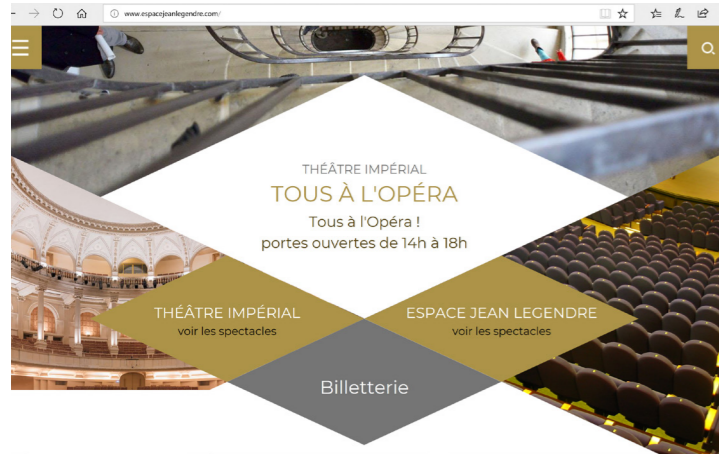 www.espacejeanlegendre.com/
THÉÂTRE IMPÉRIAL
TOUS À L'OPÉRA
Tous à l'Opéra !
portes ouvertes de 14h à 18h
THÉÂTRE IMPÉRIAL
voir les spectacles
ESPACE JEAN LEGENDRE
voir les spectacles
Billetterie